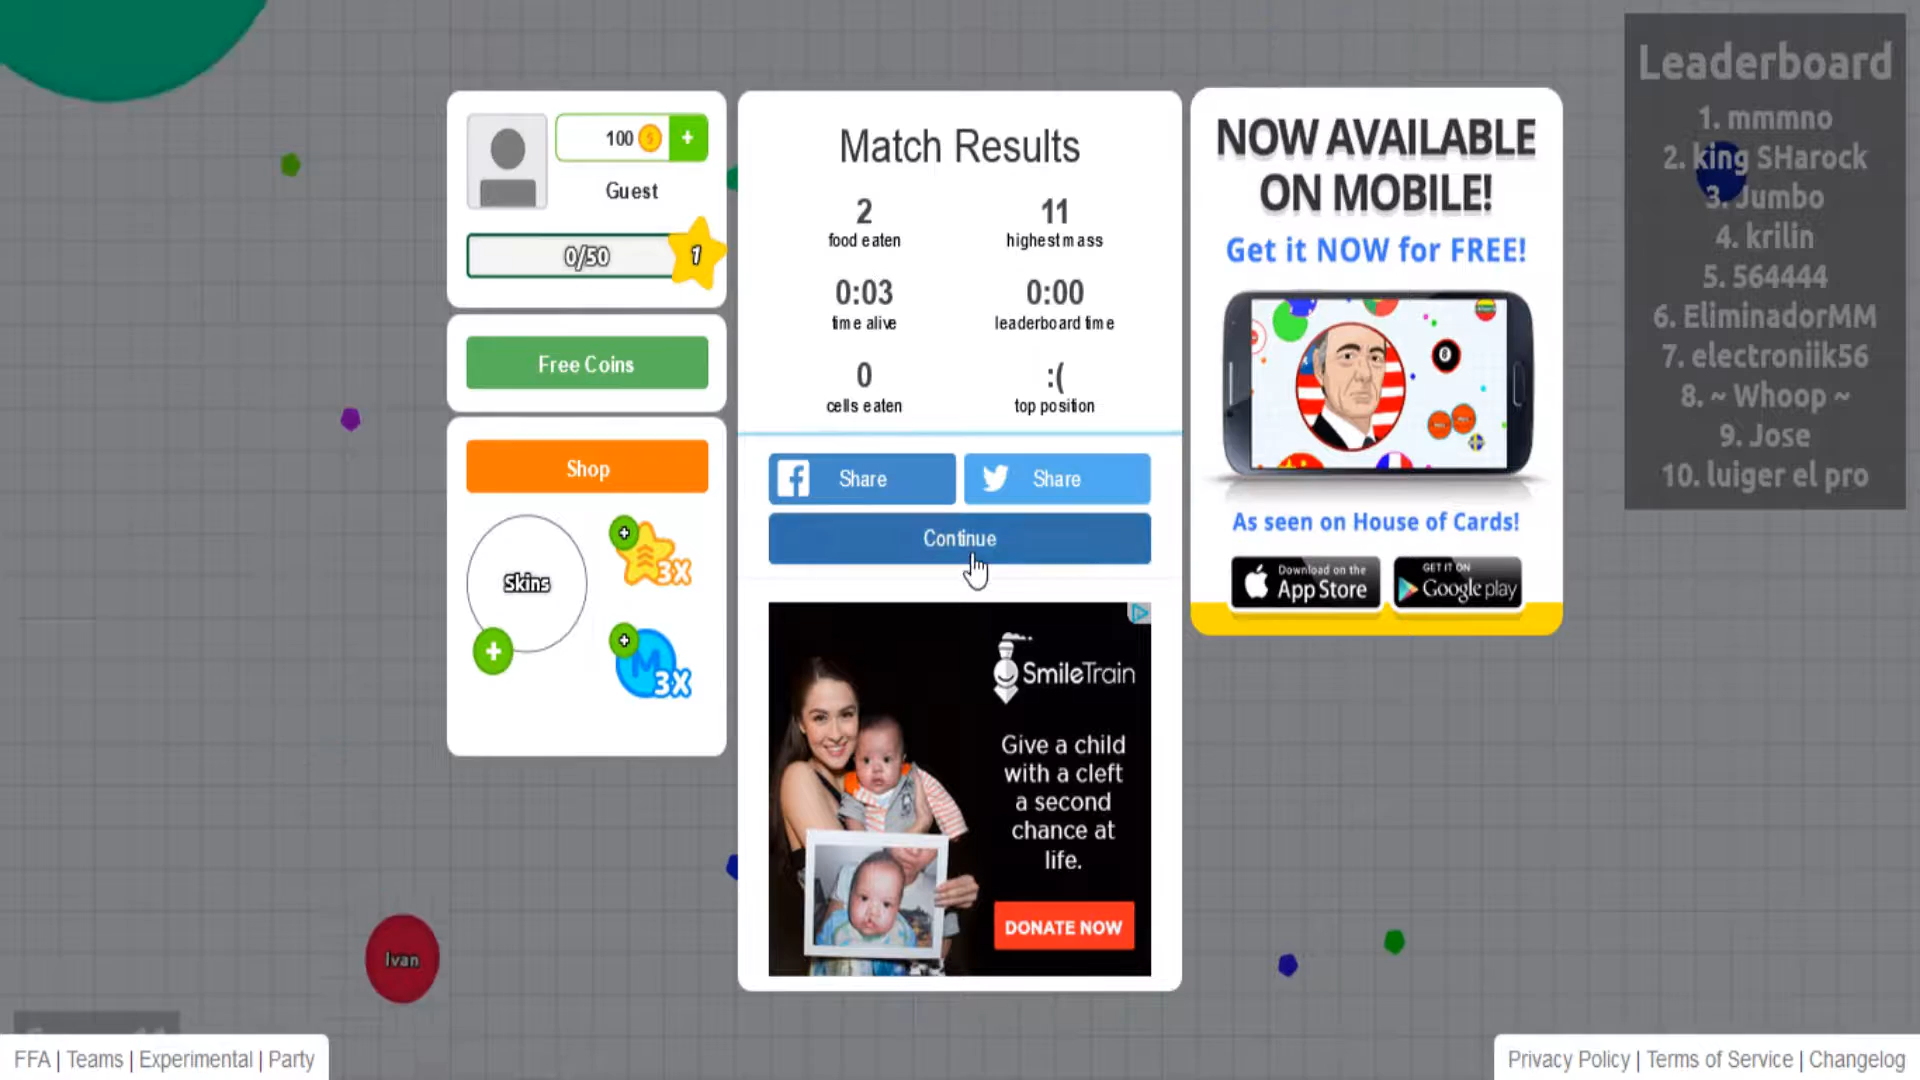 100
+
Guest
0/50
1
Free Coins
Shop
Skins
+
+
3X
+
M
3X
Match Results
2
food eaten
11
highest mass
0:03
time alive
0:00
leaderboard time
0
cells eaten
:(
top position
Share
Share
Continue
SmileTrain
Give a child
with a cleft
a second
chance at
life.
DONATE NOW
NOW AVAILABLE
ON MOBILE!
Get it NOW for FREE!
8
As seen on House of Cards!
Download on the
App Store
GET IT ON
Google play
Leaderboard
1. mmmno
2. king SHarock
3. Jumbo
4. krilin
5. 564444
6. EliminadorMM
7. electroniik56
8. ~ Whoop ~
9. Jose
10. luiger el pro
Ivan
FFA | Teams | Experimental | Party
Privacy Policy | Terms of Service | Changelog